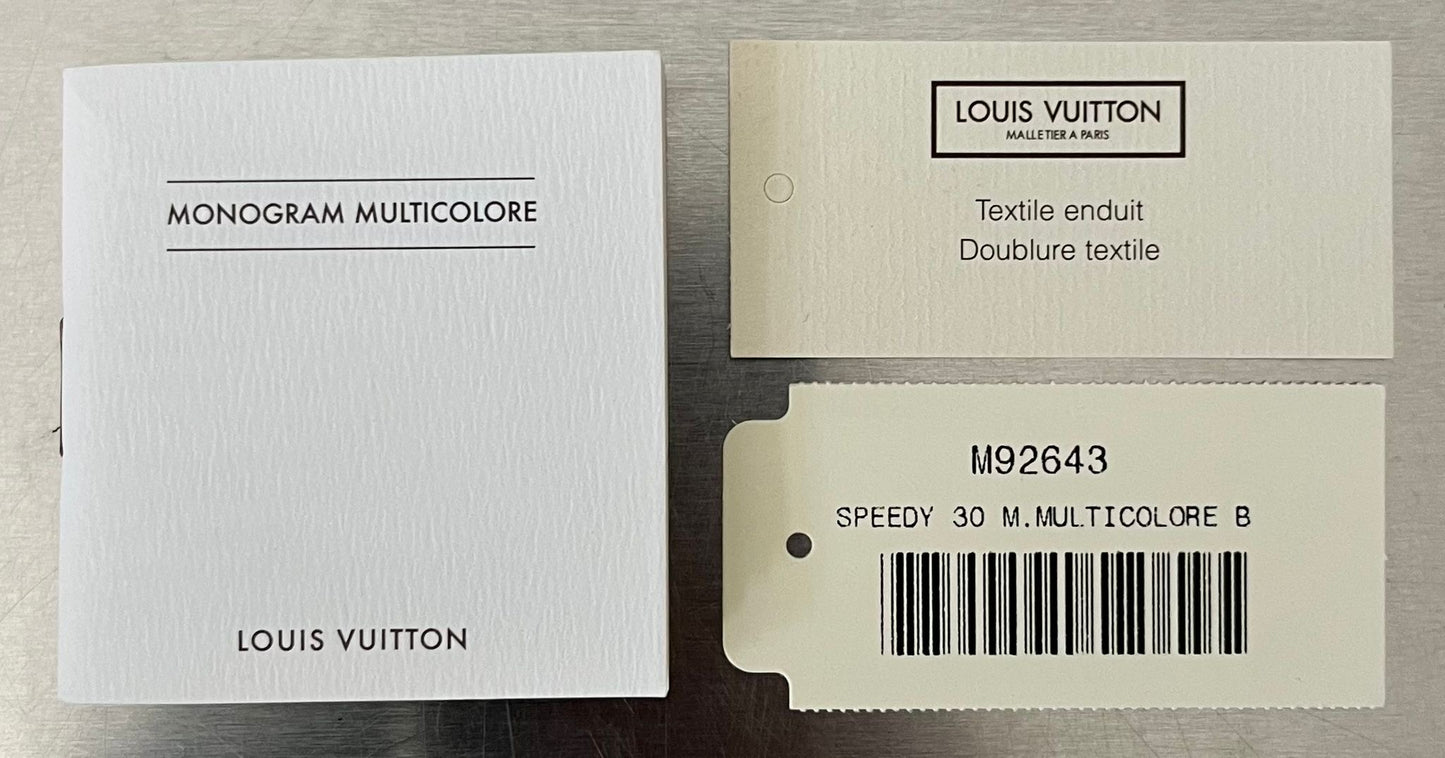 MONOGRAM MULTICOLORE
LOUIS VUITTON
LOUIS VUITTON
MALLETIER A PARIS
Textile enduit
Doublure textile
M92643
SPEEDY 30 M.MULTICOLORE B